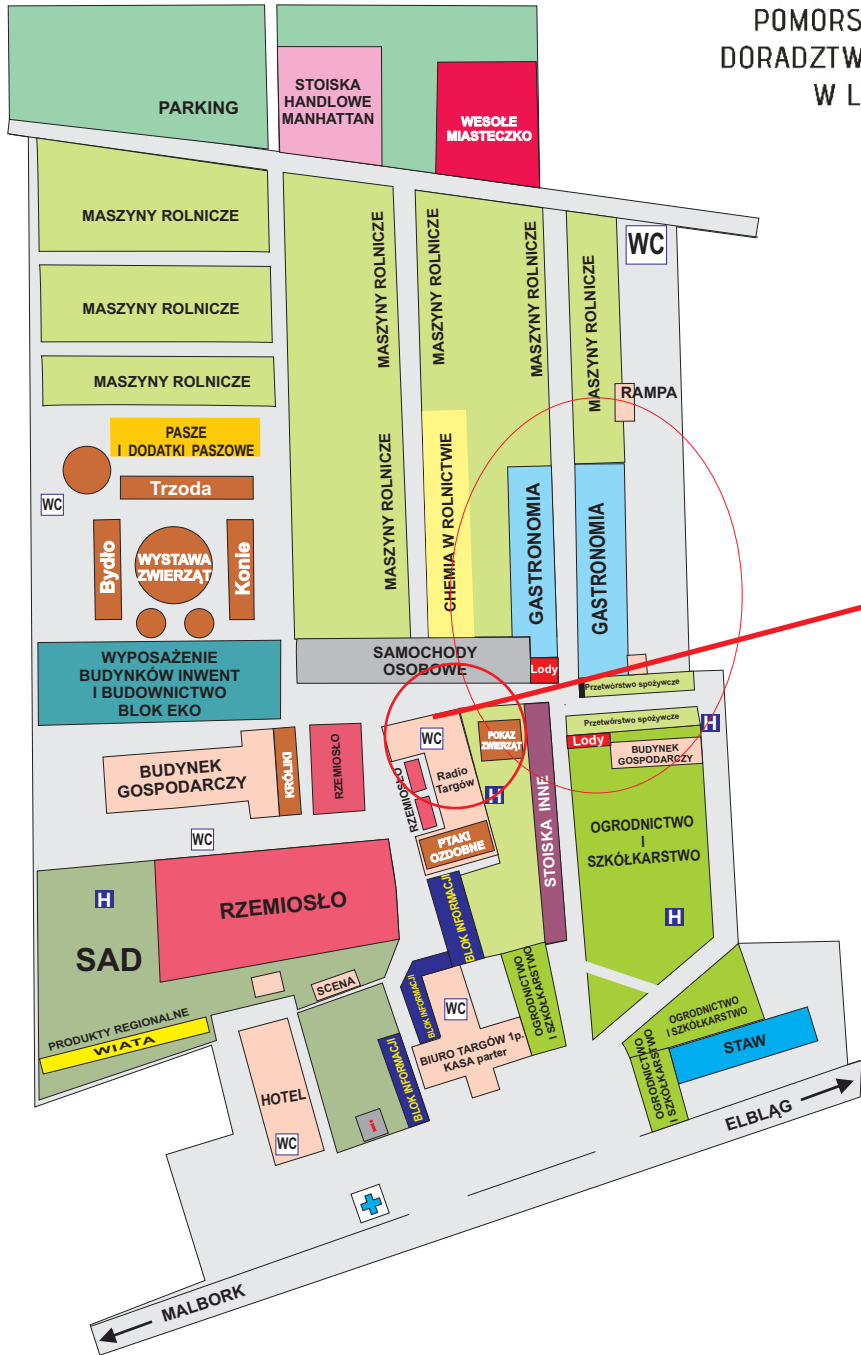 POMORS
DORADZTW
W L
PARKING
STOISKA
HANDLOWE
MANHATTAN
WESOŁE
MIASTECZKO
MASZYNY ROLNICZE
MASZYNY ROLNICZE
MASZYNY ROLNICZE
MASZYNY ROLNICZE
MASZYNY ROLNICZE
MASZYNY ROLNICZE
MASZYNY ROLNICZE
MASZYNY ROLNICZE
WC
RAMPA
PASZE
I DODATKI PASZOWE
Trzoda
WC
Bydło
WYSTAWA
ZWIERZĄT
Konie
CHEMIA W ROLNICTWIE
GASTRONOMIA
GASTRONOMIA
WYPOSAŻENIE
BUDYNKÓW INWENT
I BUDOWNICTWO
BLOK EKO
SAMOCHODY
OSOBOWE
Lody
Przetwórstwo spożywcze
Przetwórstwo spożywcze
H
Lody
BUDYNEK
GOSPODARCZY
BUDYNEK
GOSPODARCZY
KRÓLIKI
RZEMIOSŁO
WC
POKAZ
ZWIERZĄT
Radio
Targów
RZEMIOSŁO
H
PTAKI
OZDOBNE
STOISKA INNE
OGRODNICTWO
I
SZKÓŁKARSTWO
H
WC
H
RZEMIOSŁO
SAD
BLOK INFORMACJI
SCENA
BLOK INFORMACJI
WC
OGRODNICTWO
I SZKÓŁKARSTWO
PRODUKTY REGIONALNE
WIATA
BIURO TARGÓW 1p.
KASA parter
BLOK INFORMACJI
OGRODNICTWO
I SZKÓŁKARSTWO
OGRODNICTWO
I SZKÓŁKARSTWO
STAW
HOTEL
WC
i
ELBLĄG
MALBORK